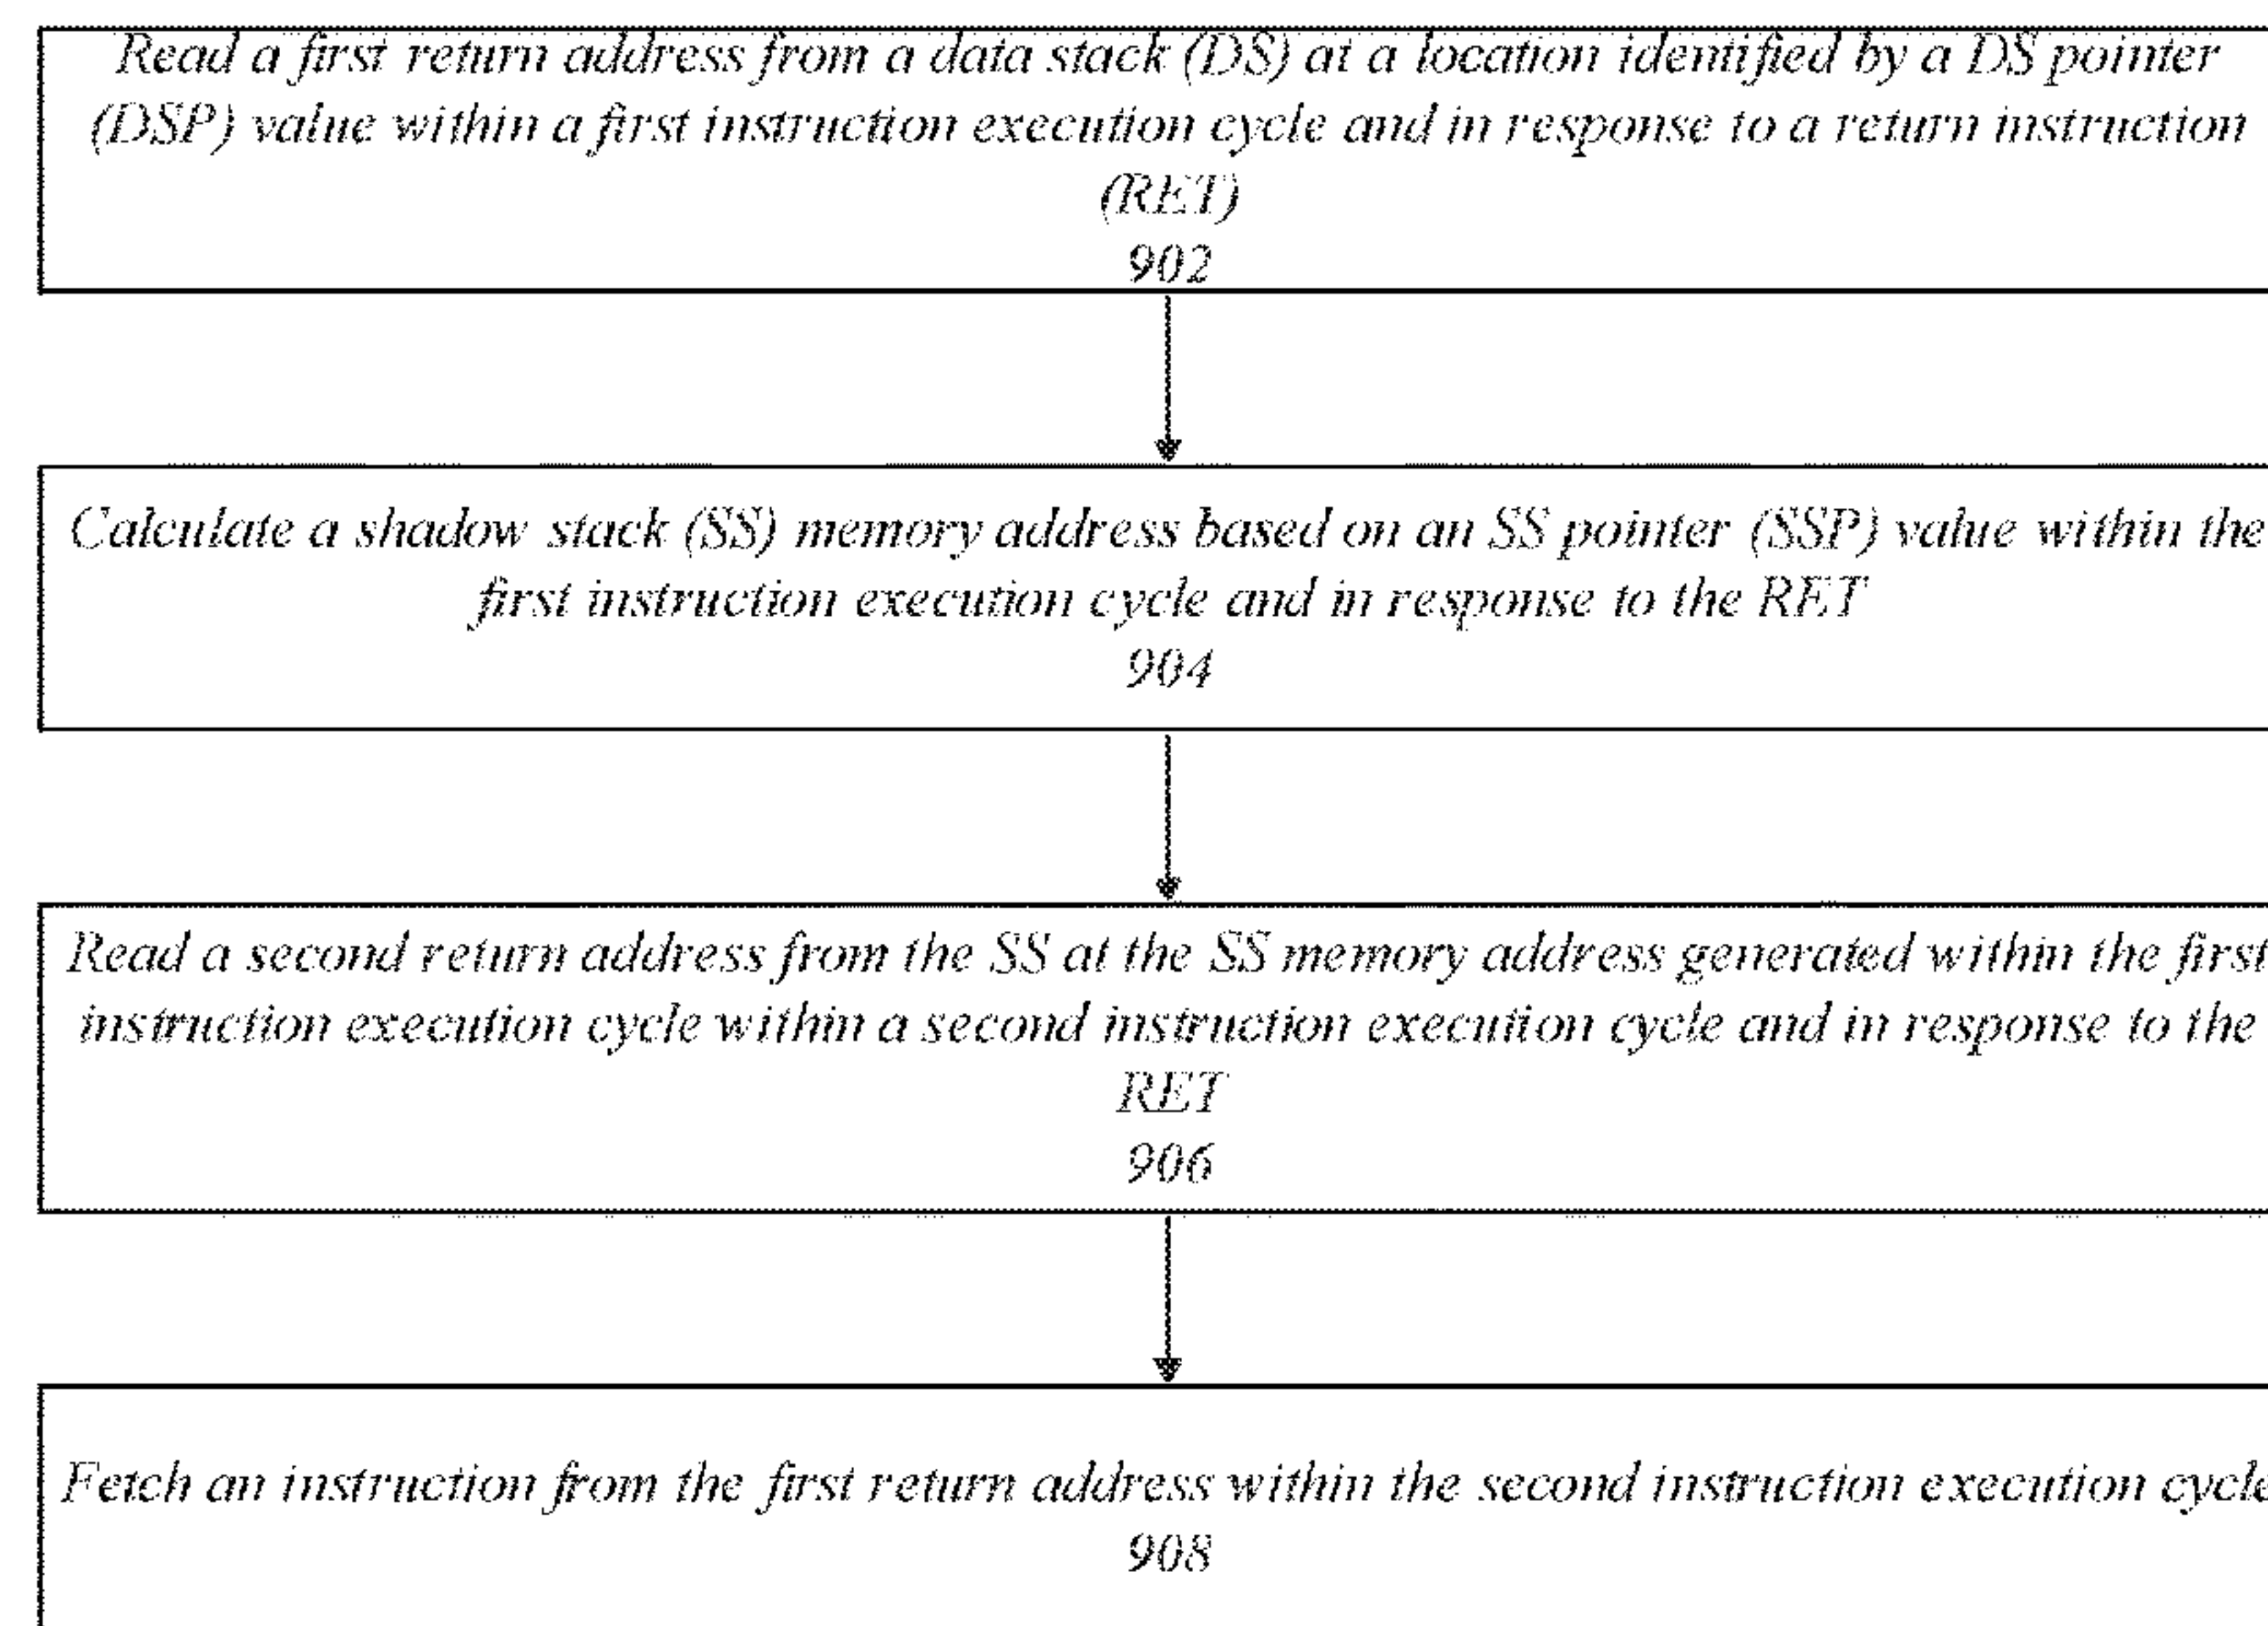 Read a first return address from a data stack (DS) at a location identified by a DS pointer
(DSP) value within a first instruction execution cycle and in response to a return instruction
(RET)
902
Calculate a shadow stack (SS) memory address based on an SS pointer (SSP) value within the
first instruction execution cycle and in response to the RET
904
Read a second return address from the SS at the SS memory address generated within the first
instruction execution cycle within a second instruction execution cycle and in response to the
RET
906
Fetch an instruction from the first return address within the second instruction execution cycle
908